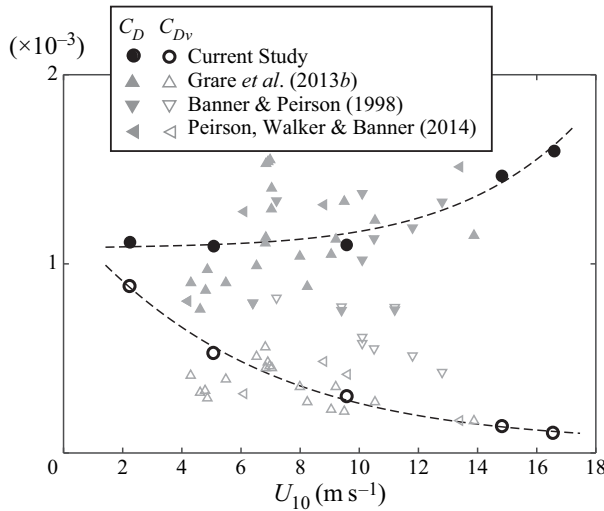 C_D C_Dv
(×10⁻³)
Current Study
Grare et al. (2013b)
Banner & Peirson (1998)
Peirson, Walker & Banner (2014)
2
1
0 2 4 6 8 10 12 14 16 18
U₁₀ (m s⁻¹)